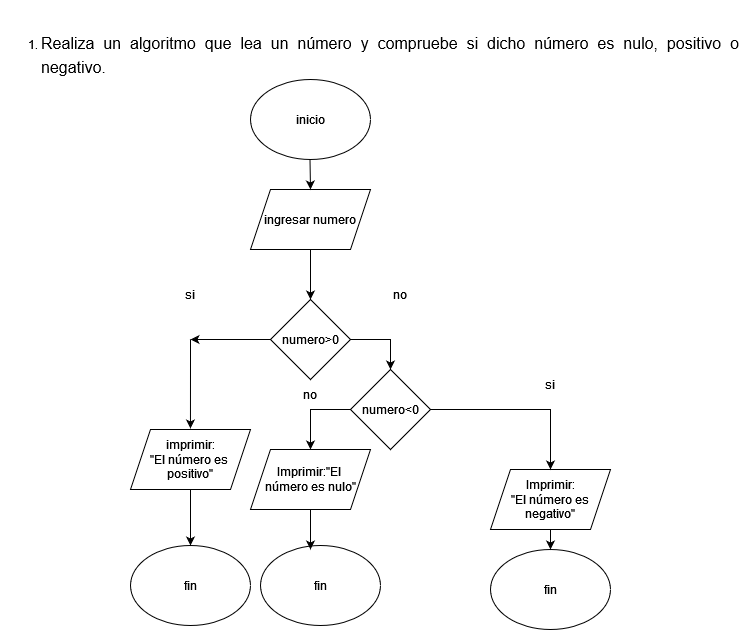 1. Realiza un algoritmo que lea un número y compruebe si dicho número es nulo, positivo o
negativo.
inicio
ingresar numero
si
no
numero>0
no
numero<0
si
imprimir:
"El número es
positivo"
Imprimir:"El
número es nulo"
Imprimir:
"El número es
negativo"
fin
fin
fin